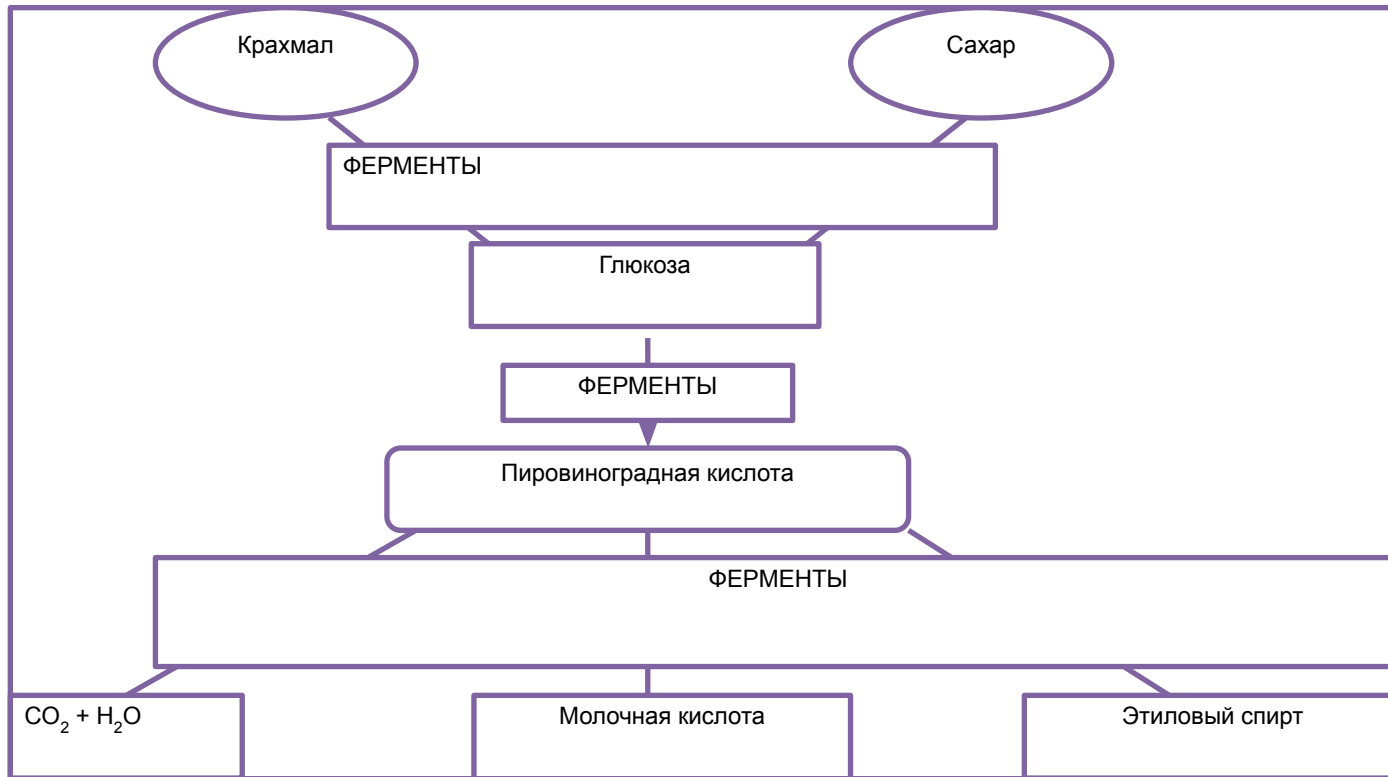 Крахмал
Сахар
ФЕРМЕНТЫ
Глюкоза
ФЕРМЕНТЫ
Пировиноградная кислота
ФЕРМЕНТЫ
CO₂ + H₂O
Молочная кислота
Этиловый спирт